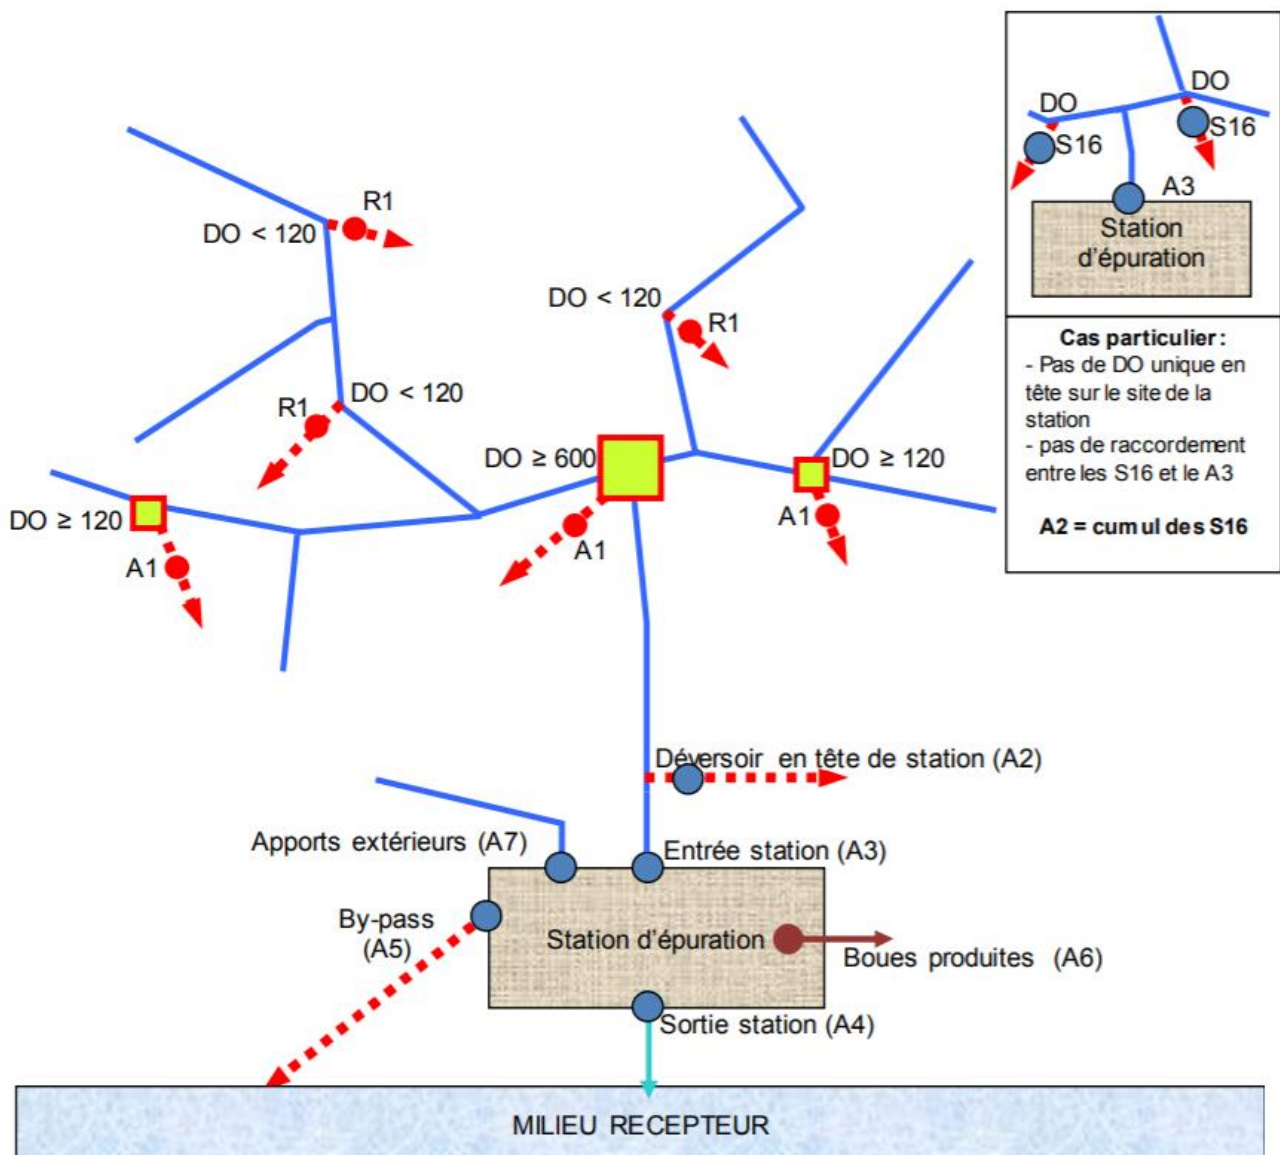 DO
DO
S16
S16
A3
Station
d'épuration
Cas particulier :
- Pas de DO unique en
tête sur le site de la
station
- pas de raccordement
entre les S16 et le A3
A2 = cumul des S16
R1
DO < 120
DO < 120
R1
R1
DO < 120
DO ≥ 600
DO ≥ 120
A1
A1
DO ≥ 120
A1
Déversoir en tête de station (A2)
Apports extérieurs (A7)
Entrée station (A3)
By-pass
(A5)
Station d'épuration
Boues produites (A6)
Sortie station (A4)
MILIEU RECEPTEUR